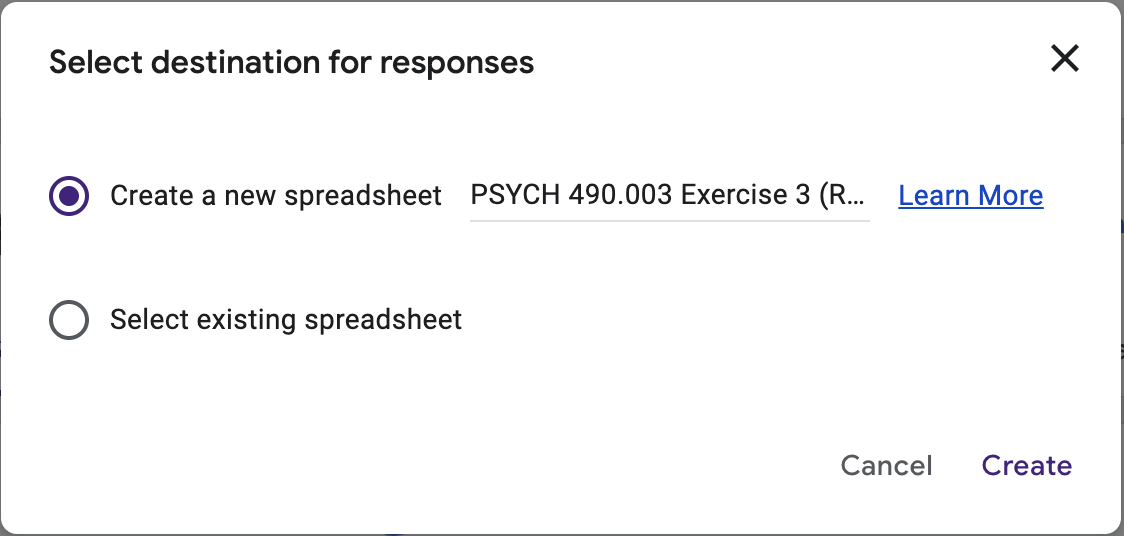 Select destination for responses
Create a new spreadsheet PSYCH 490.003 Exercise 3 (R... Learn More
Select existing spreadsheet
Cancel Create